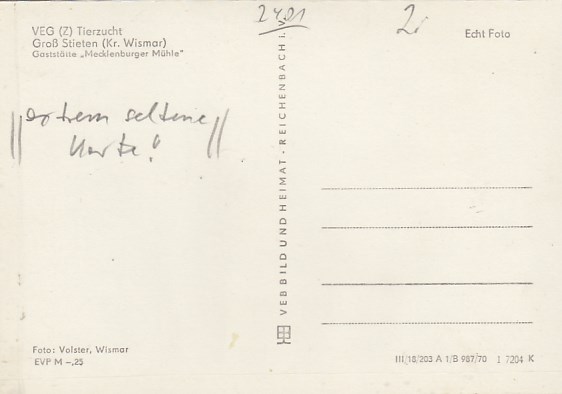 VEG (Z) Tierzucht
Groß Stieten (Kr. Wismar)
Gaststätte „Mecklenburger Mühle"
2401
2,
Echt Foto
extrem seltene
Karte!
VEB BILD UND HEIMAT · REICHENBACH I. V.
Foto: Volster, Wismar
EVP M –,25
III/18/203 A 1/B 987/70 1 7204 K